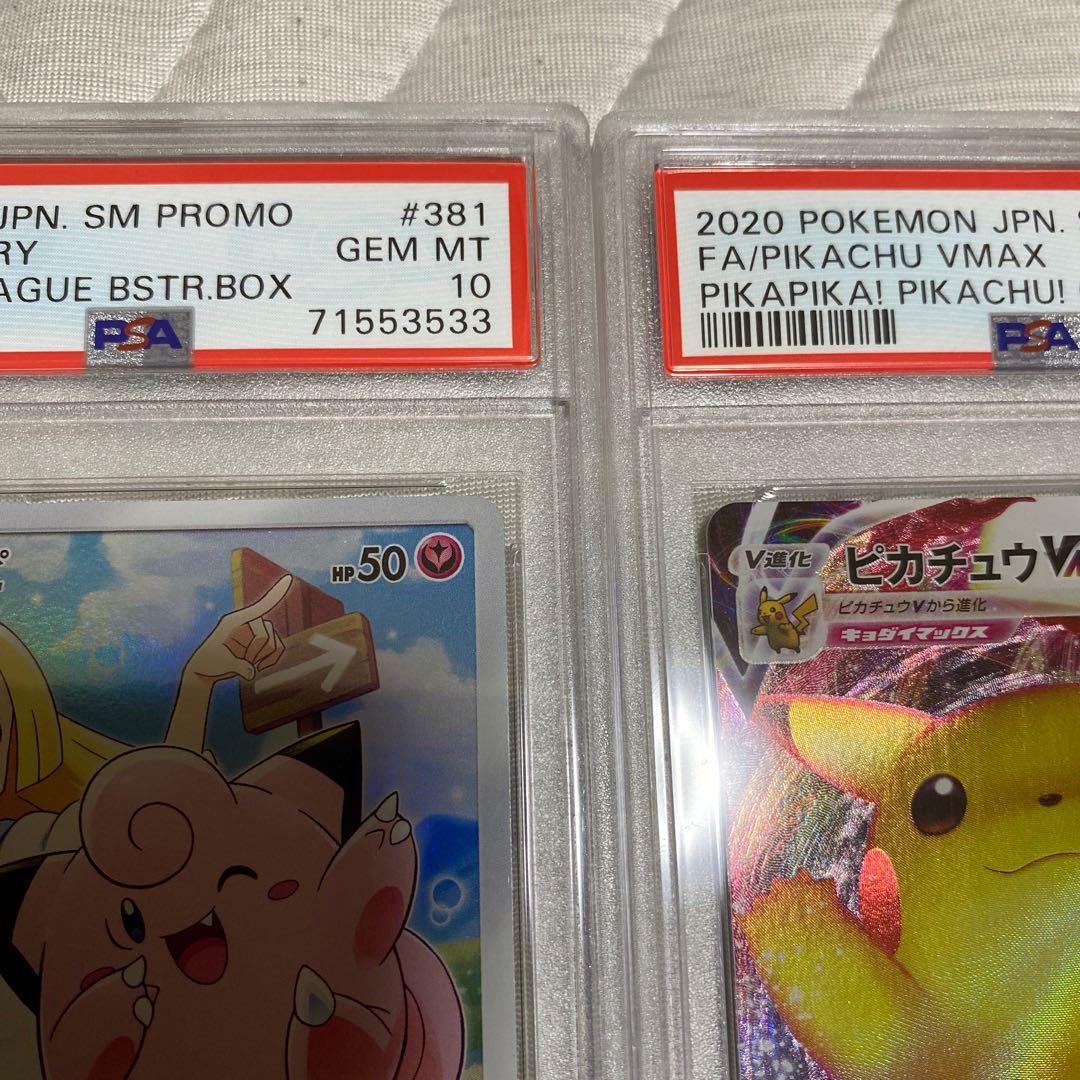 JPN. SM PROMO #381
RY GEM MT
AGUE BSTR.BOX 10
71553533
PSA
2020 POKEMON JPN.
FA/PIKACHU VMAX
PIKAPIKA! PIKACHU!
PSA
HP50
V進化
ピカチュウV
ピカチュウVから進化
キョダイマックス